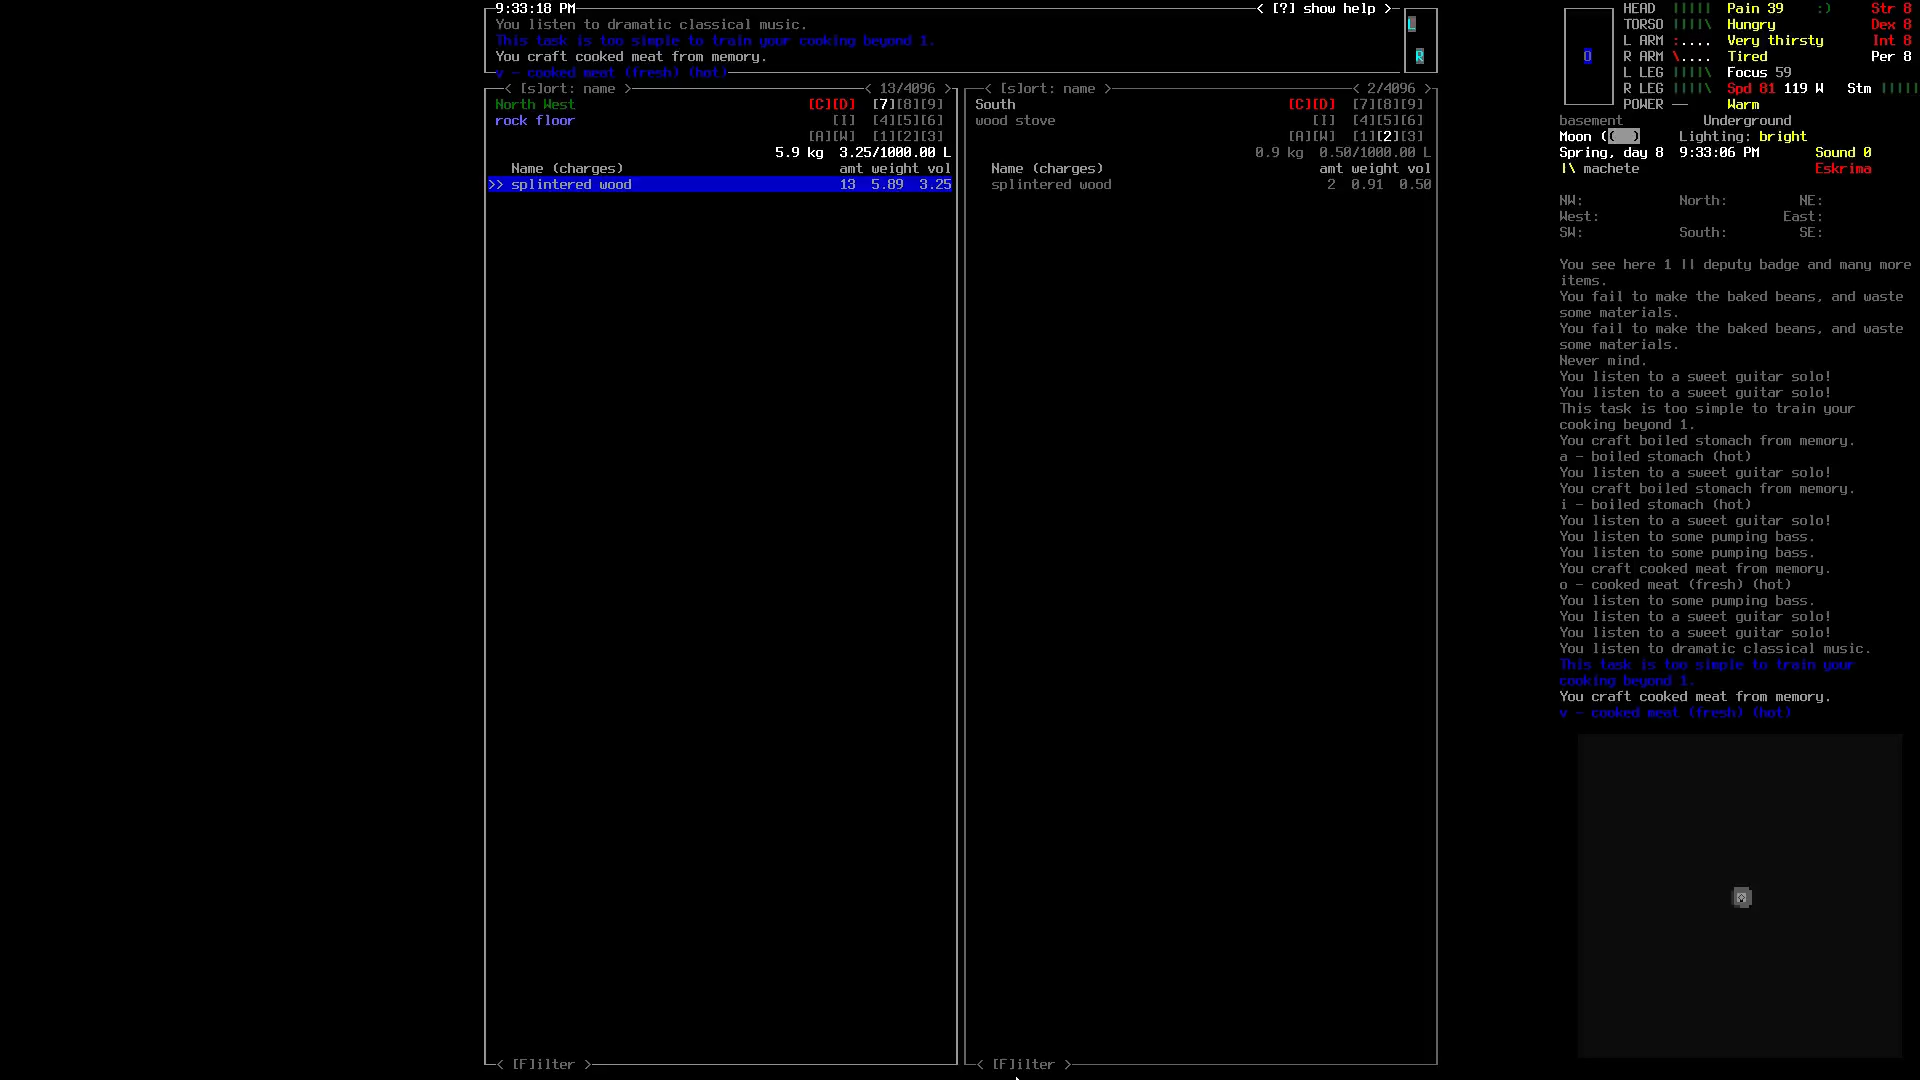 9:33:18 PM
< [?] show help >
You listen to dramatic classical music.
This task is too simple to train your cooking beyond 1.
You craft cooked meat from memory.
v - cooked meat (fresh) (hot)
L
R
< [s]ort: name >
< 13/4096 >
North West
[C][D] [7][8][9]
rock floor
[I] [4][5][6]
[A][W] [1][2][3]
5.9 kg 3.25/1000.00 L
Name (charges) amt weight vol
>> splintered wood 13 5.89 3.25
< [F]ilter >
< [s]ort: name >
< 2/4096 >
South
[C][D] [7][8][9]
wood stove
[I] [4][5][6]
[A][W] [1][2][3]
0.9 kg 0.50/1000.00 L
Name (charges) amt weight vol
splintered wood 2 0.91 0.50
< [F]ilter >
0
HEAD ||||| Pain 39 :) Str 8
TORSO ||||\ Hungry Dex 8
L ARM :.... Very thirsty Int 8
R ARM \.... Tired Per 8
L LEG ||||\ Focus 59
R LEG ||||\ Spd 81 119 W Stm |||||
POWER -- Warm
basement Underground
Moon (( ) Lighting: bright
Spring, day 8 9:33:06 PM Sound 0
|\ machete Eskrima
NW: North: NE:
West: East:
SW: South: SE:
You see here 1 || deputy badge and many more
items.
You fail to make the baked beans, and waste
some materials.
You fail to make the baked beans, and waste
some materials.
Never mind.
You listen to a sweet guitar solo!
You listen to a sweet guitar solo!
This task is too simple to train your
cooking beyond 1.
You craft boiled stomach from memory.
a - boiled stomach (hot)
You listen to a sweet guitar solo!
You craft boiled stomach from memory.
i - boiled stomach (hot)
You listen to a sweet guitar solo!
You listen to some pumping bass.
You listen to some pumping bass.
You craft cooked meat from memory.
o - cooked meat (fresh) (hot)
You listen to some pumping bass.
You listen to a sweet guitar solo!
You listen to a sweet guitar solo!
You listen to dramatic classical music.
This task is too simple to train your
cooking beyond 1.
You craft cooked meat from memory.
v - cooked meat (fresh) (hot)